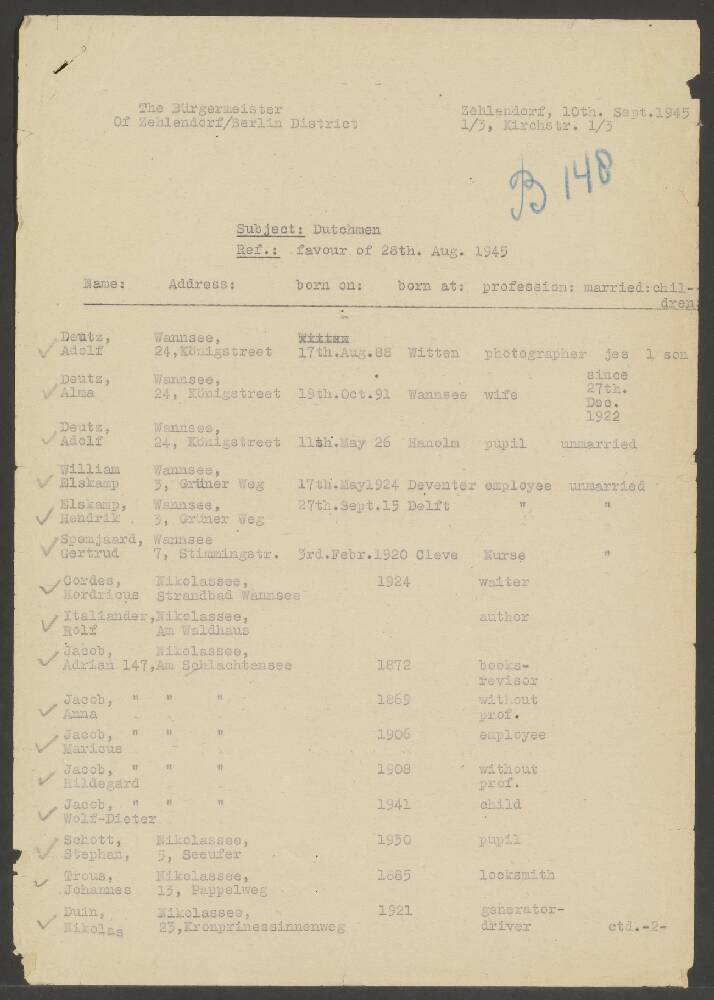 The Bürgermeister Zehlendorf, 10th. Sept.1945
Of Zehlendorf/Berlin District 1/3, Kirchstr. 1/3
B 148
Subject: Dutchmen
Ref.: favour of 28th. Aug. 1945
Name: Address: born on: born at: profession: married: chil-
dren:
Deutz, Wannsee,
Adolf 24,Königstreet 17th.Aug.88 Witten photographer jes 1 son
Deutz, Wannsee, since
Alma 24, Königstreet 19th.Oct.91 Wannsee wife 27th.
Dec.
1922
Deutz, Wannsee,
Adolf 24, Königstreet 11th.May 26 Hanolm pupil unmarried
William Wannsee,
Elskamp 3, Grüner Weg 17th.May1924 Deventer employee unmarried
Elskamp, Wannsee, 27th.Sept.15 Delft " "
Hendrik 3, Grüner Weg
Spemjaard, Wannsee
Gertrud 7, Stimmingstr. 3rd.Febr.1920 Cleve Nurse "
Cordes, Nikolassee, 1924 waiter
Hordricus Strandbad Wannsee
Italiander,Nikolassee, author
Rolf Am Waldhaus
Jacob, Nikolassee,
Adrian 147,Am Schlachtensee 1872 books-
revisor
Jacob, " " " 1869 without
Anna prof.
Jacob, " " " 1906 employee
Maricus
Jacob, " " " 1908 without
Hildegard prof.
Jacob, " " " 1941 child
Wolf-Dieter
Schott, Nikolassee, 1930 pupil
Stephan, 5, Seeufer
Trous, Nikolassee, 1885 locksmith
Johannes 13, Pappelweg
Duin, Nikolassee, 1921 generator-
Nikolas 23,Kronprinessinnenweg driver ctd.-2-